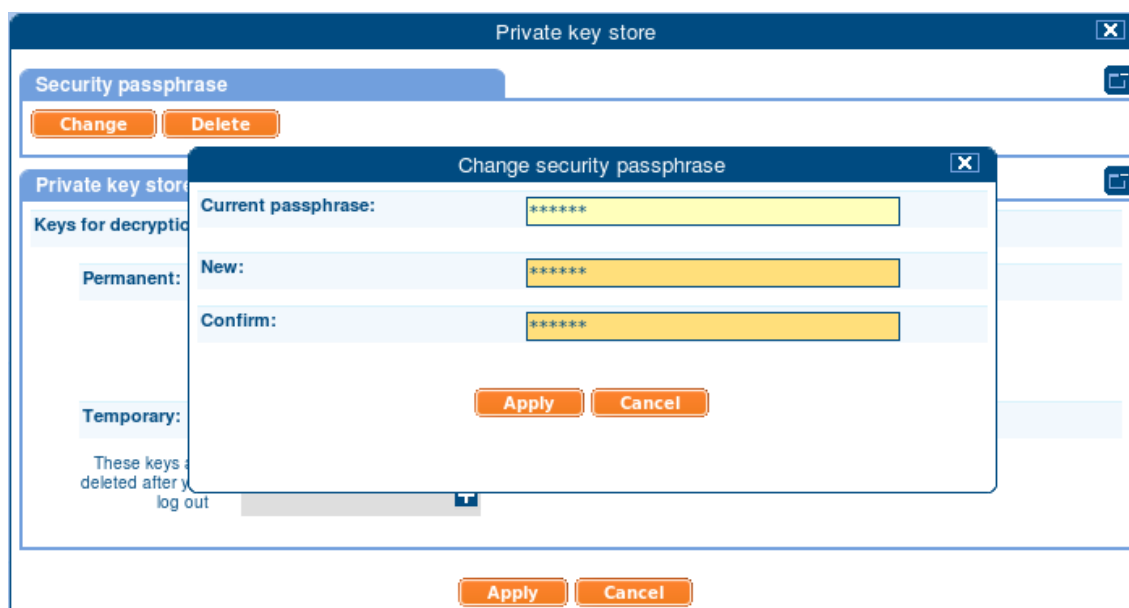 Private key store
Security passphrase
Change Delete
Change security passphrase
Private key store
Current passphrase: ******
Keys for
New: ******
Permanent:
Confirm: ******
Apply Cancel
Temporary:
These keys
deleted after
log out
Apply Cancel